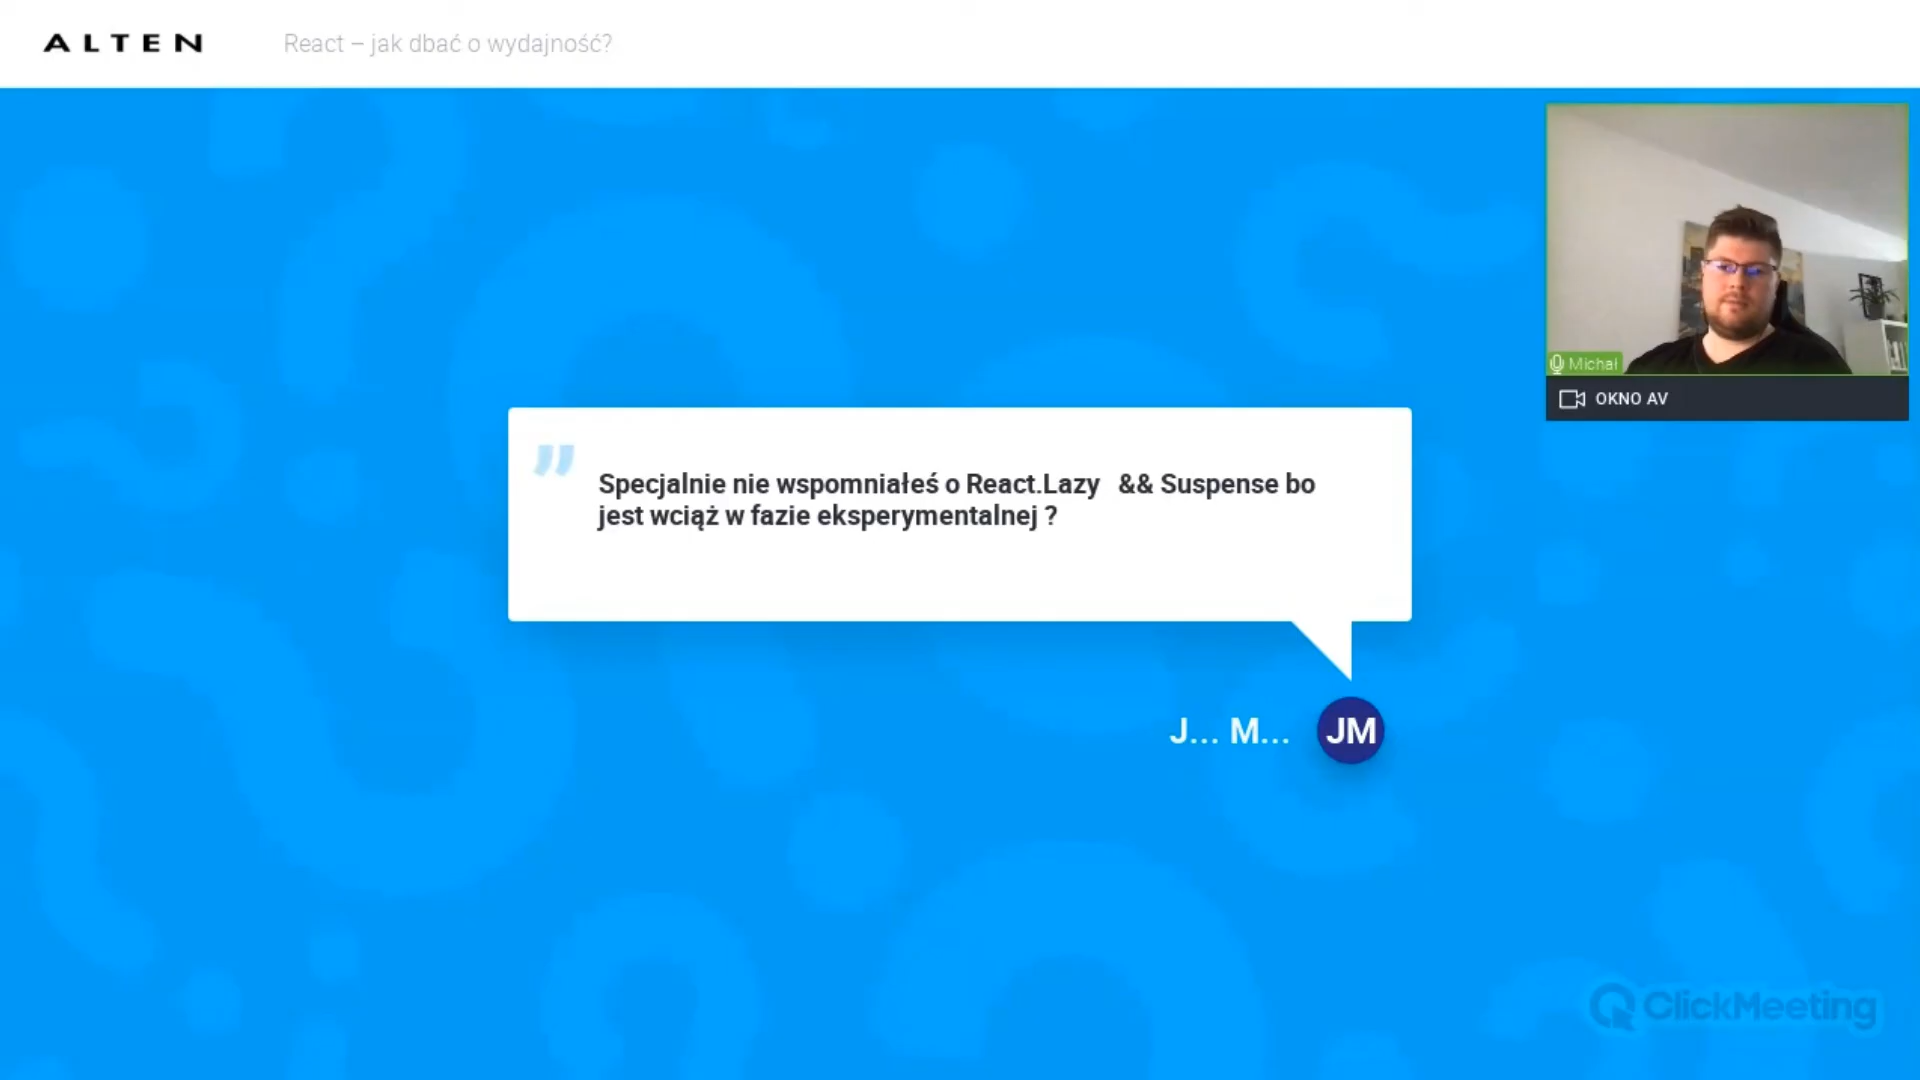 ALTEN
React – jak dbać o wydajność?
Michał
OKNO AV
Specjalnie nie wspomniałeś o React.Lazy && Suspense bo
jest wciąż w fazie eksperymentalnej ?
J... M...
JM
ClickMeeting